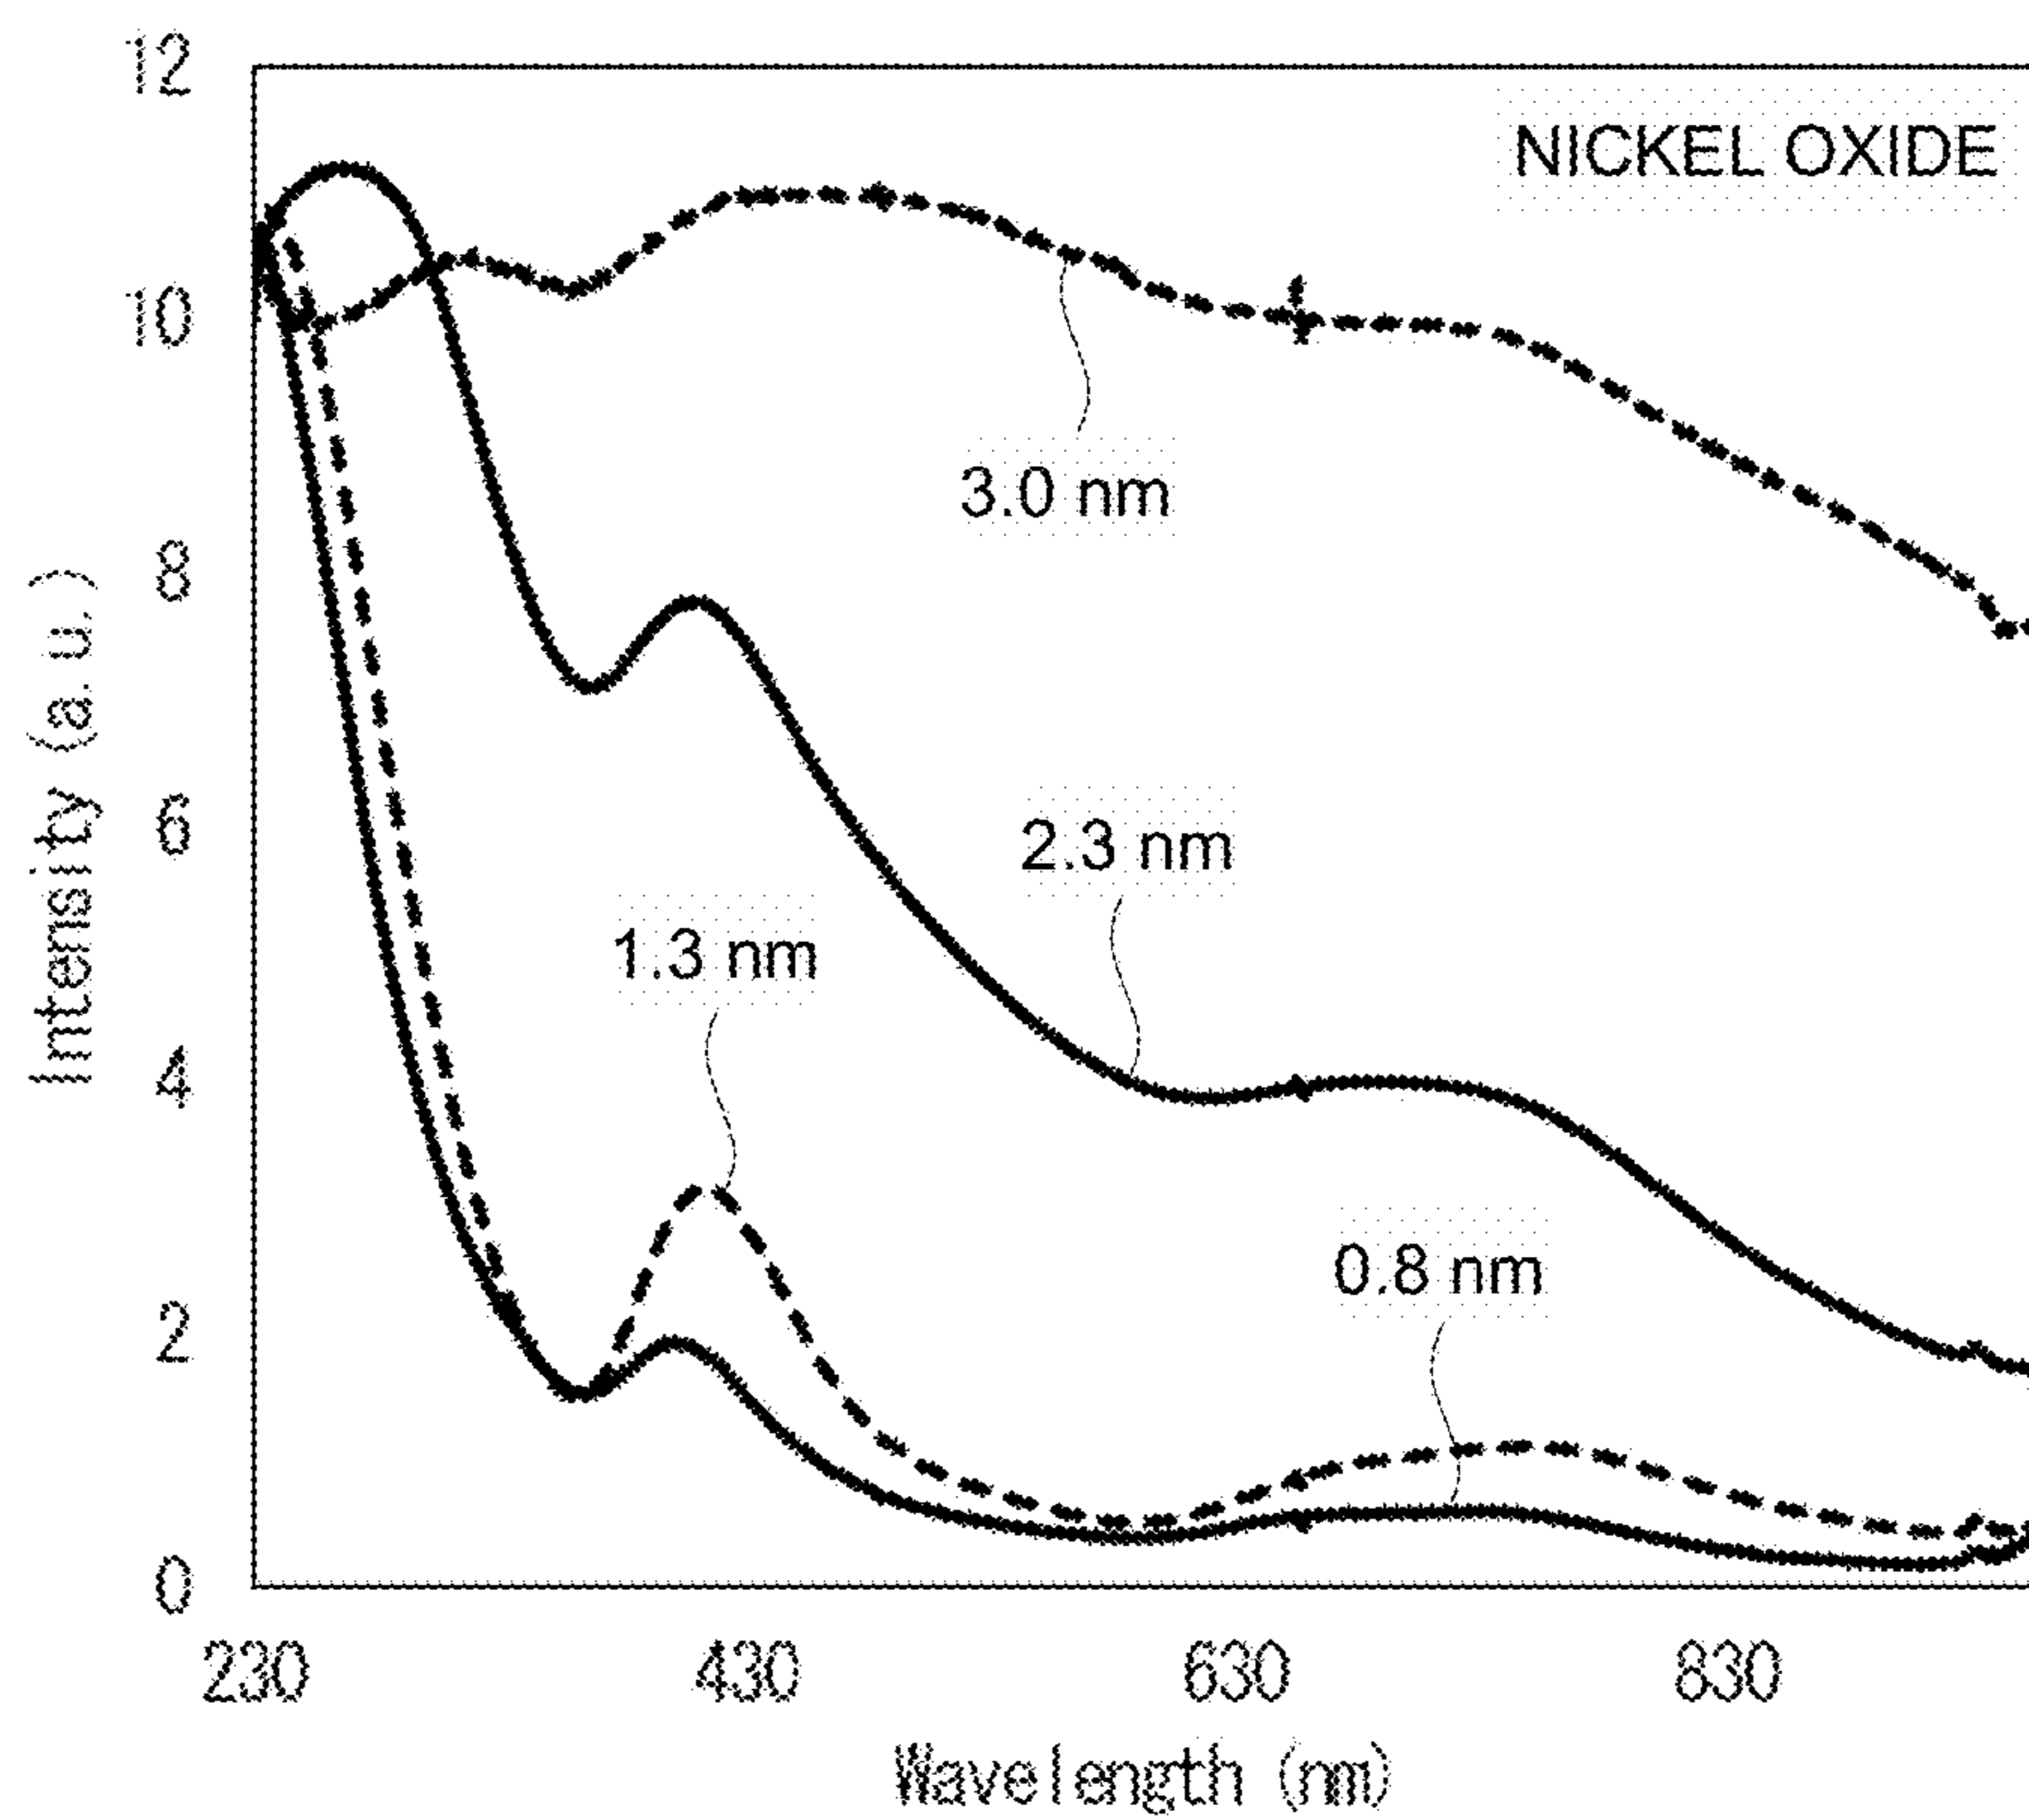 12
NICKEL OXIDE
10
3.0 nm
8
6
2.3 nm
1.3 nm
4
0.8 nm
2
0
Intensity (a.u.)
230 430 630 830
Wavelength (nm)